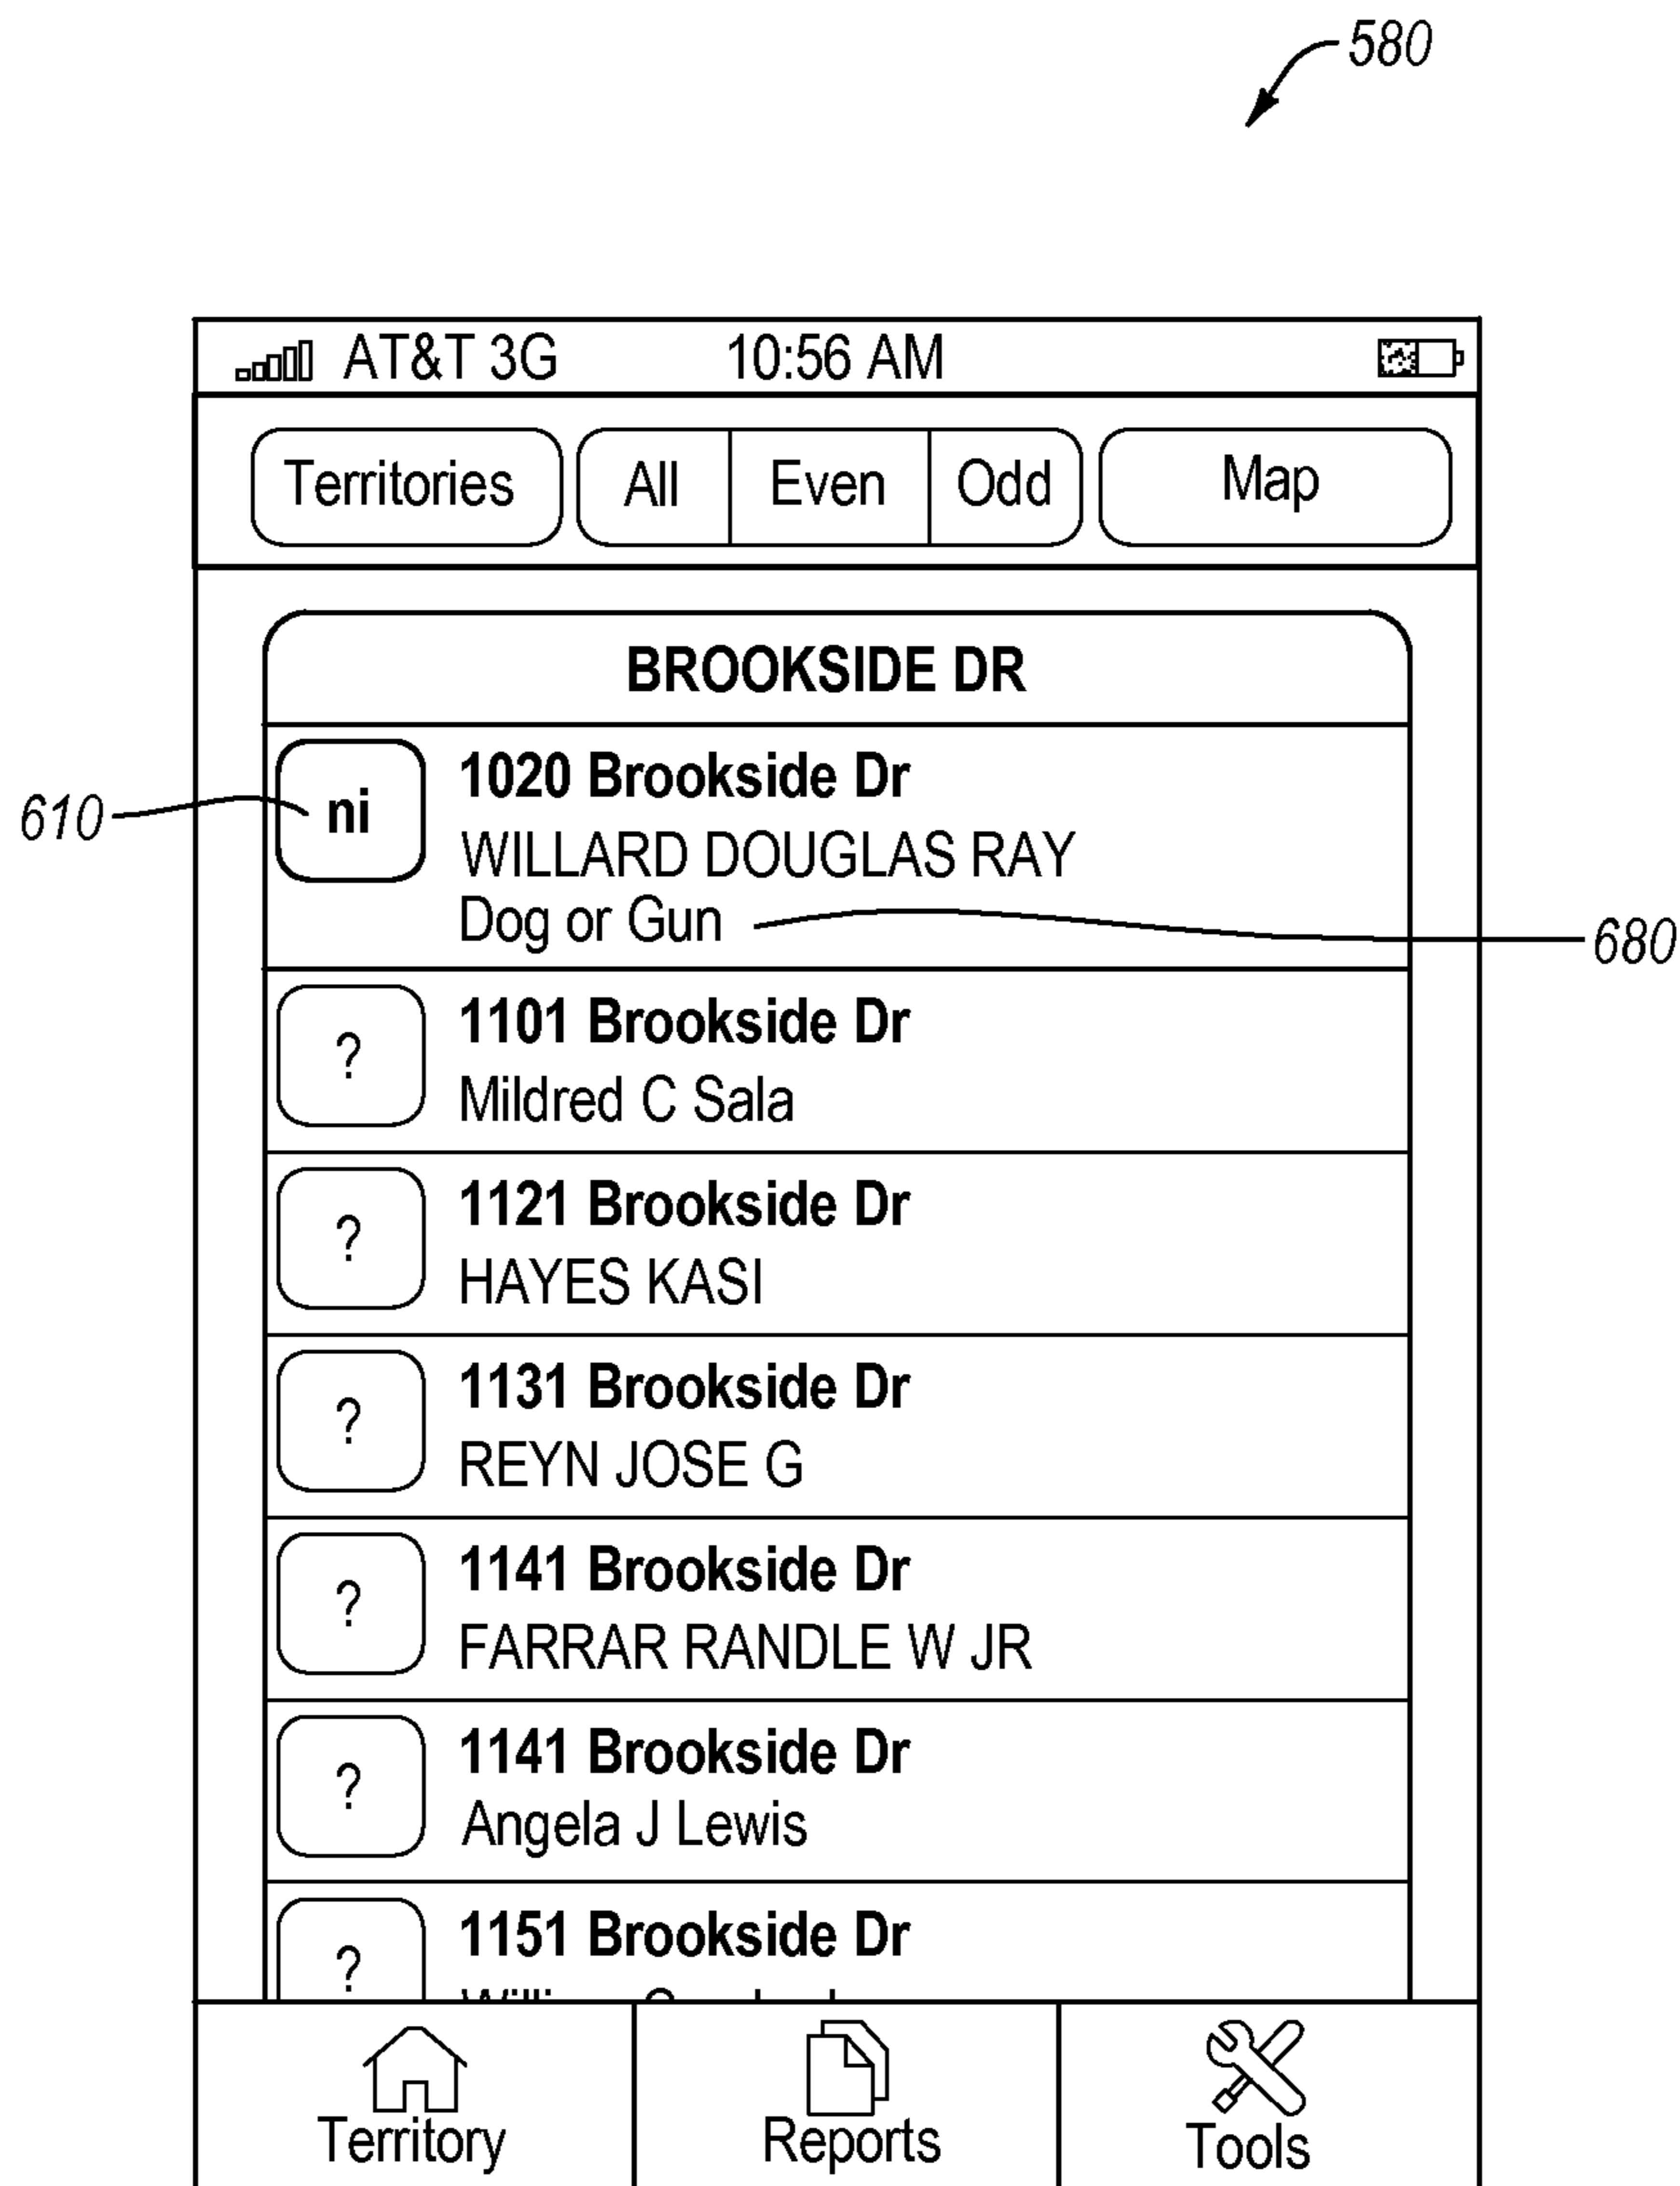 580
AT&T 3G 10:56 AM
Territories All Even Odd Map
BROOKSIDE DR
610
ni
1020 Brookside Dr
WILLARD DOUGLAS RAY
Dog or Gun
680
?
1101 Brookside Dr
Mildred C Sala
?
1121 Brookside Dr
HAYES KASI
?
1131 Brookside Dr
REYN JOSE G
?
1141 Brookside Dr
FARRAR RANDLE W JR
?
1141 Brookside Dr
Angela J Lewis
?
1151 Brookside Dr
Territory Reports Tools